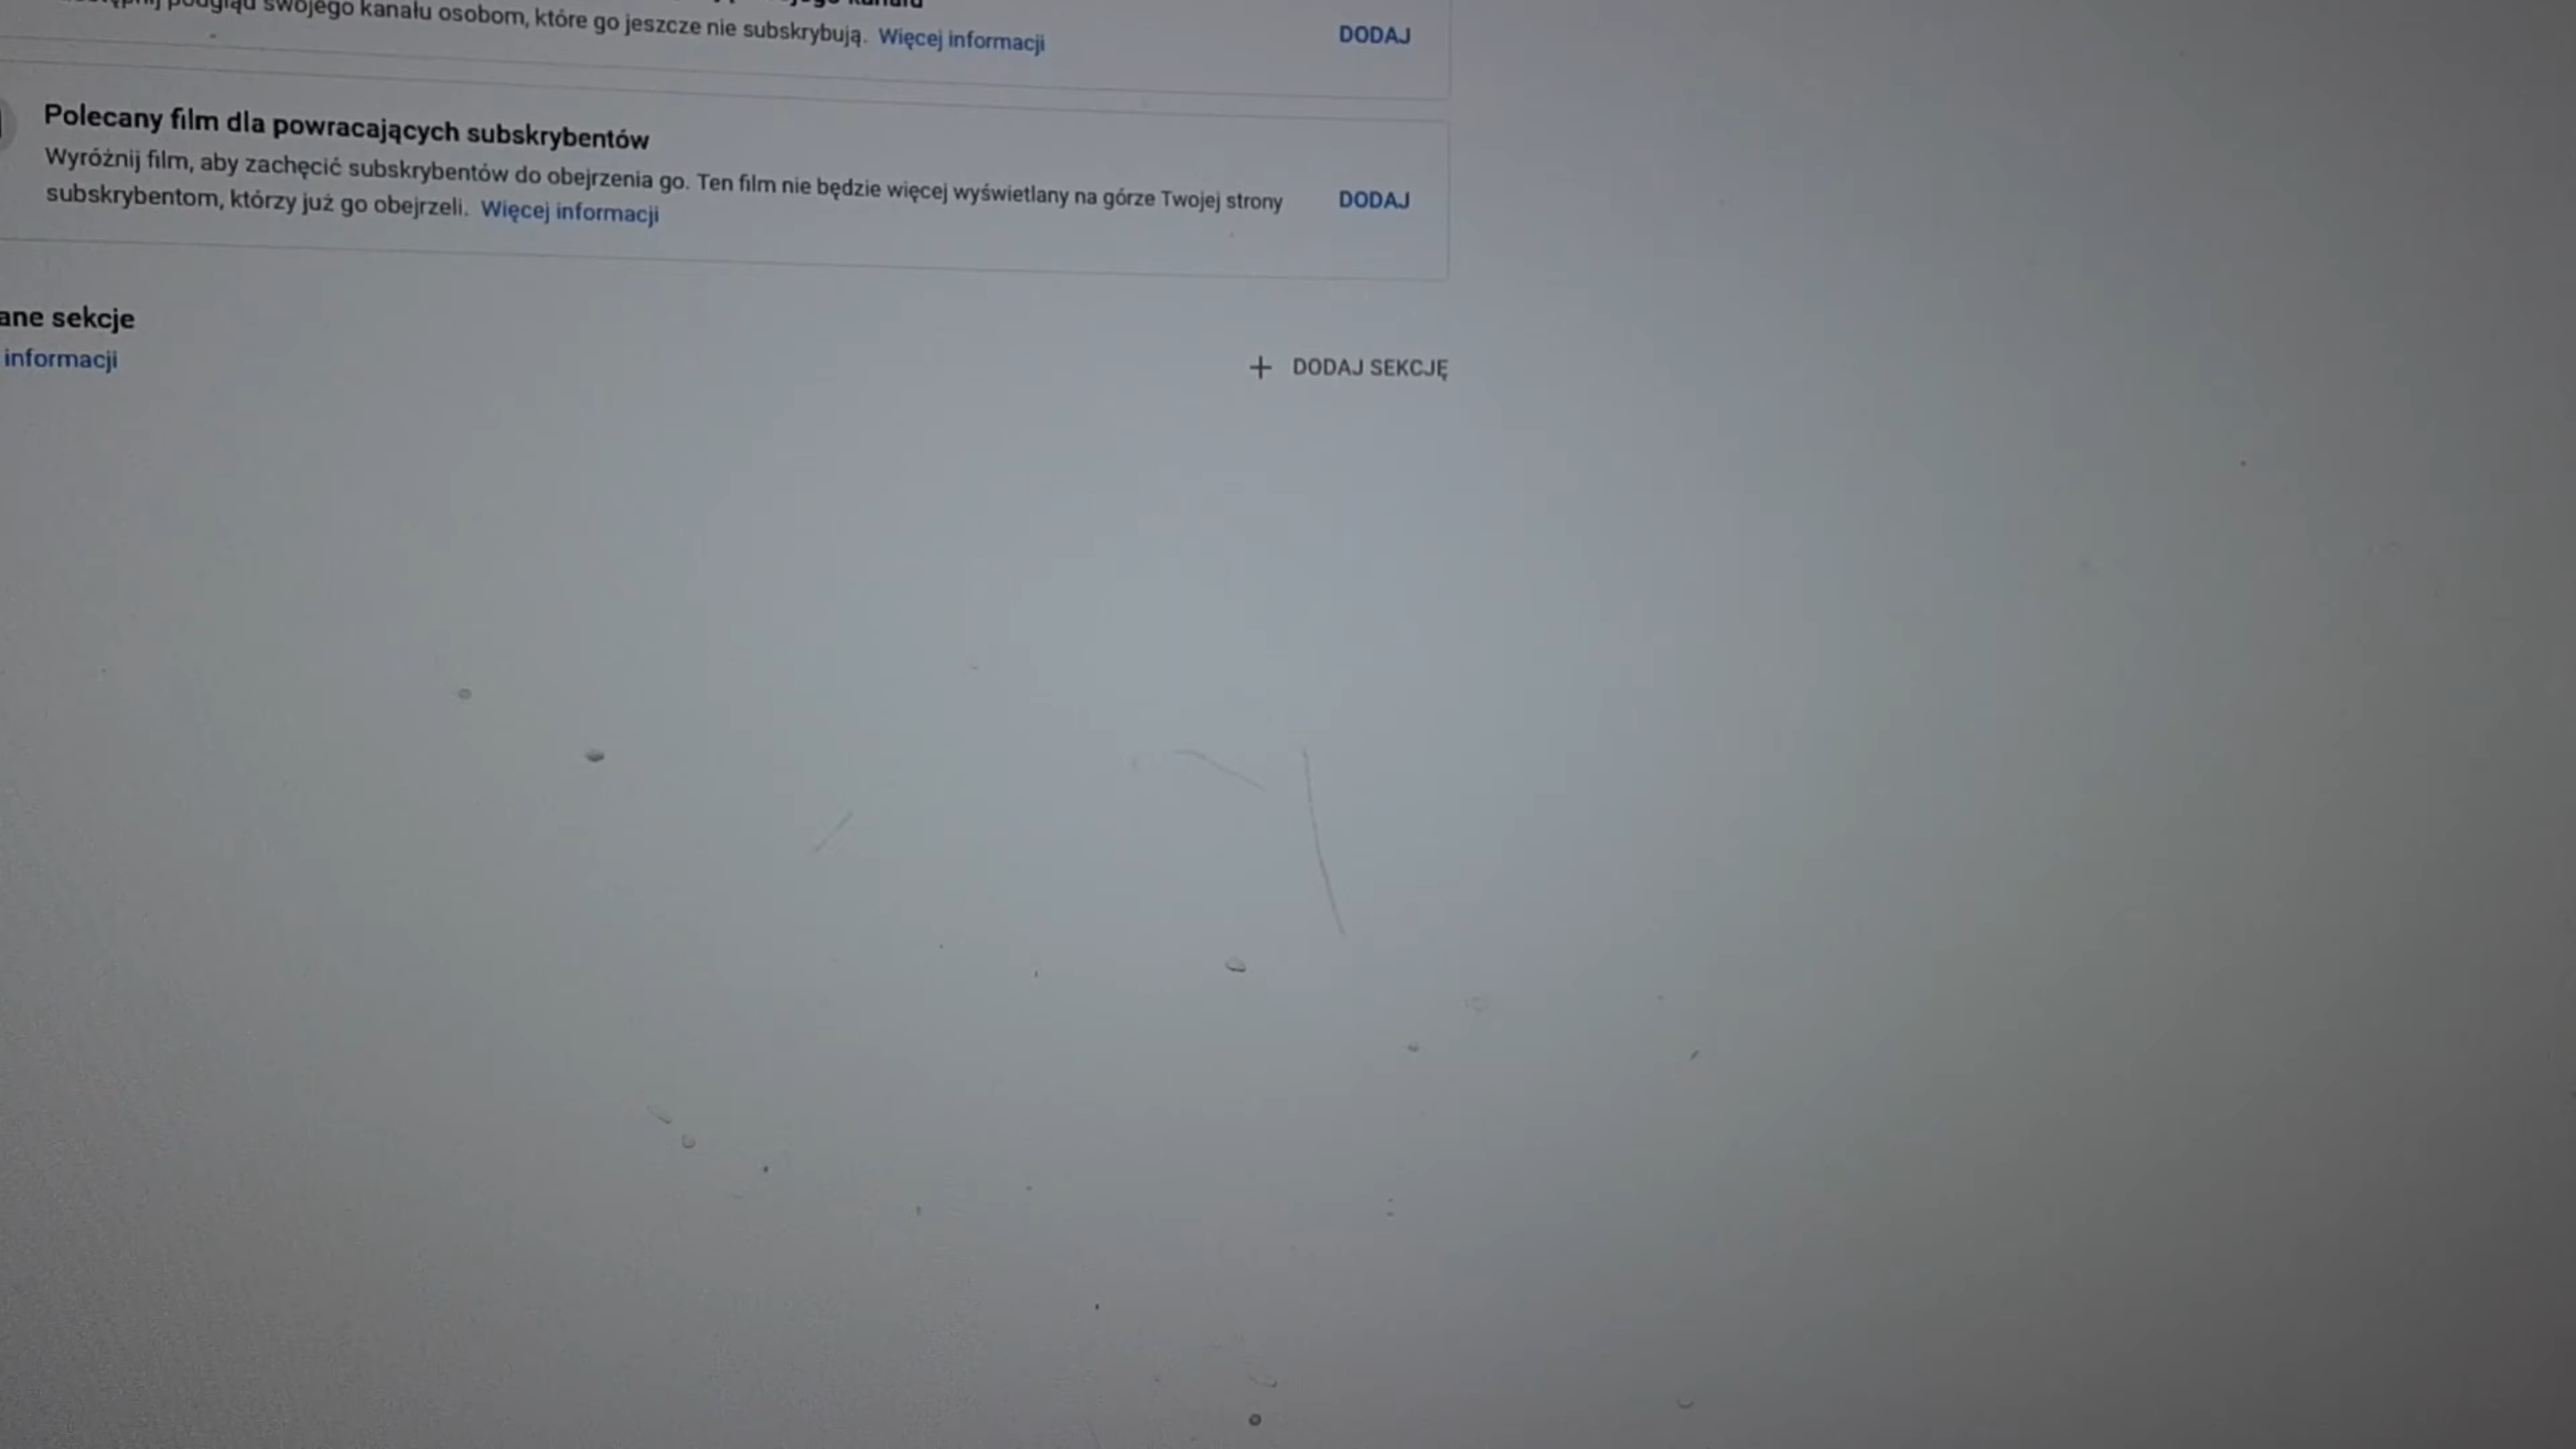 swojego kanału osobom, które go jeszcze nie subskrybują. Więcej informacji
DODAJ
Polecany film dla powracających subskrybentów
Wyróżnij film, aby zachęcić subskrybentów do obejrzenia go. Ten film nie będzie więcej wyświetlany na górze Twojej strony
subskrybentom, którzy już go obejrzeli. Więcej informacji
DODAJ
ane sekcje
informacji
+ DODAJ SEKCJĘ